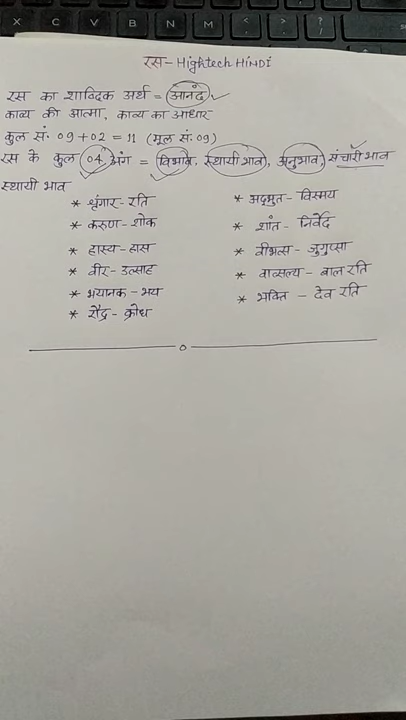 X C V B N M < > ? /
रस - Hightech HiNDI
रस का शाब्दिक अर्थ = आनंद
काव्य की आत्मा, काव्य का आधार
कुल सं. 09 + 02 = 11 (मूल सं. 09)
रस के कुल 04 अंग = विभाव, स्थायी भाव, अनुभाव, संचारी भाव
स्थायी भाव
* श्रृंगार - रति
* करुण - शोक
* हास्य - हास
* वीर - उत्साह
* भयानक - भय
* रौद्र - क्रोध
* अद्भुत - विस्मय
* शांत - निर्वेद
* वीभत्स - जुगुप्सा
* वात्सल्य - बाल रति
* भक्ति - देव रति